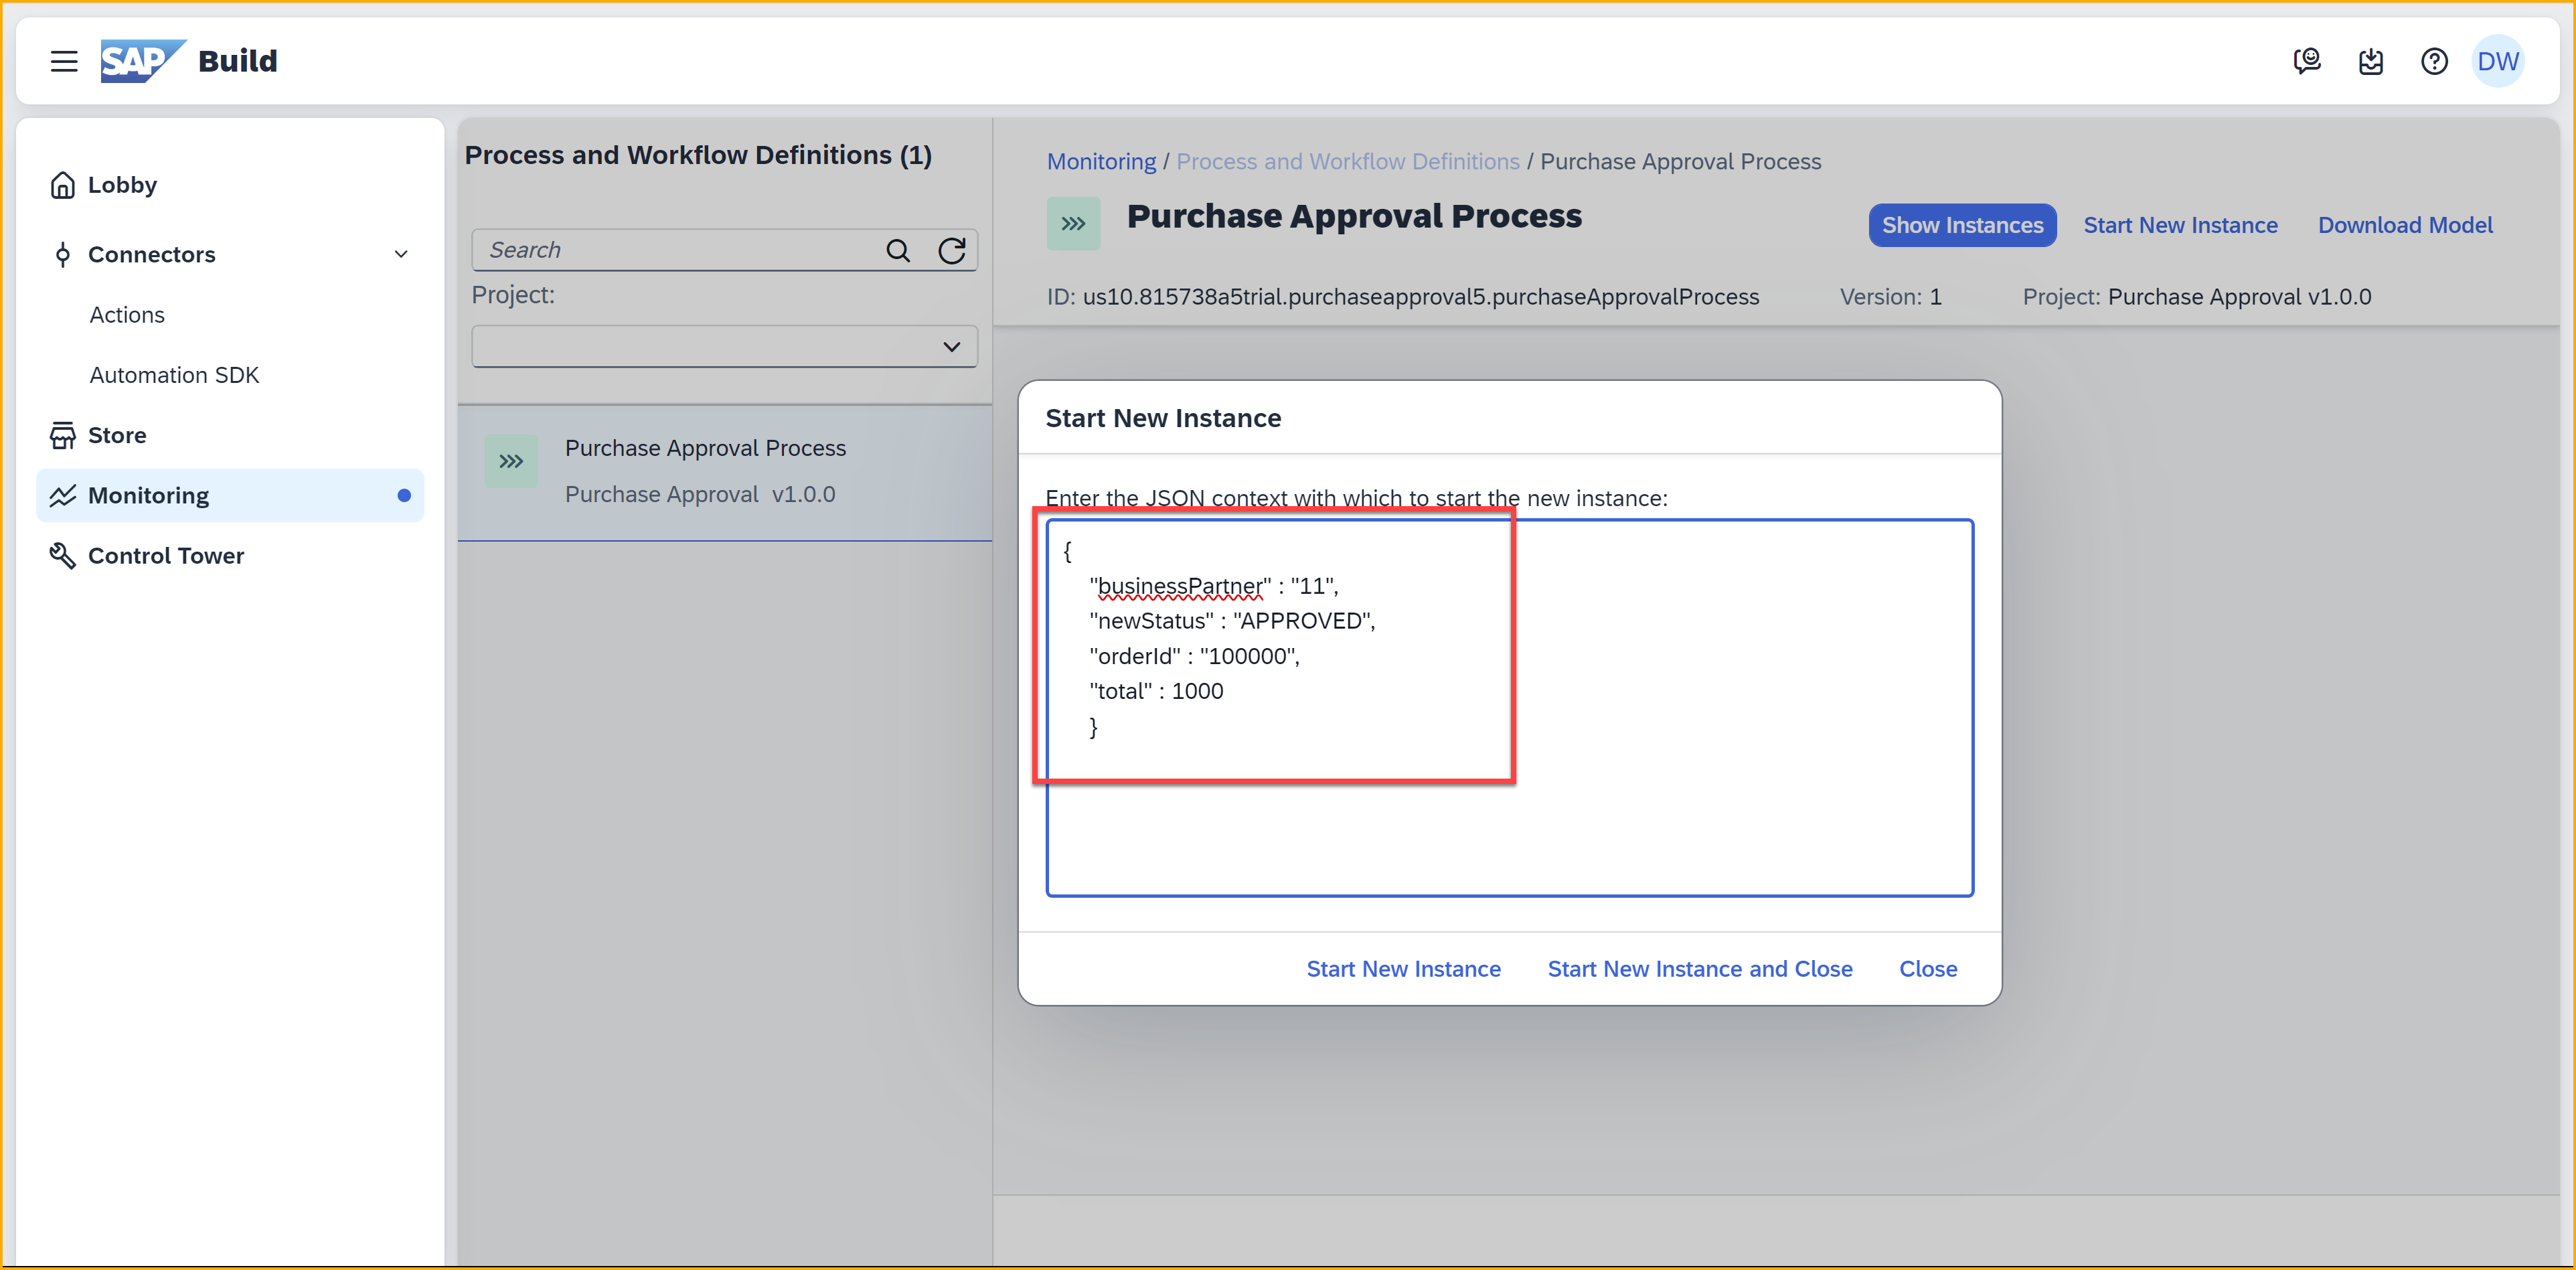 SAP Build
DW
Lobby
Connectors
Actions
Automation SDK
Store
Monitoring
Control Tower
Process and Workflow Definitions (1)
Search
Project:
Purchase Approval Process
Purchase Approval v1.0.0
Monitoring / Process and Workflow Definitions / Purchase Approval Process
Purchase Approval Process
Show Instances Start New Instance Download Model
ID: us10.815738a5trial.purchaseapproval5.purchaseApprovalProcess Version: 1 Project: Purchase Approval v1.0.0
Start New Instance
Enter the JSON context with which to start the new instance:
{
"businessPartner" : "11",
"newStatus" : "APPROVED",
"orderId" : "100000",
"total" : 1000
}
Start New Instance Start New Instance and Close Close